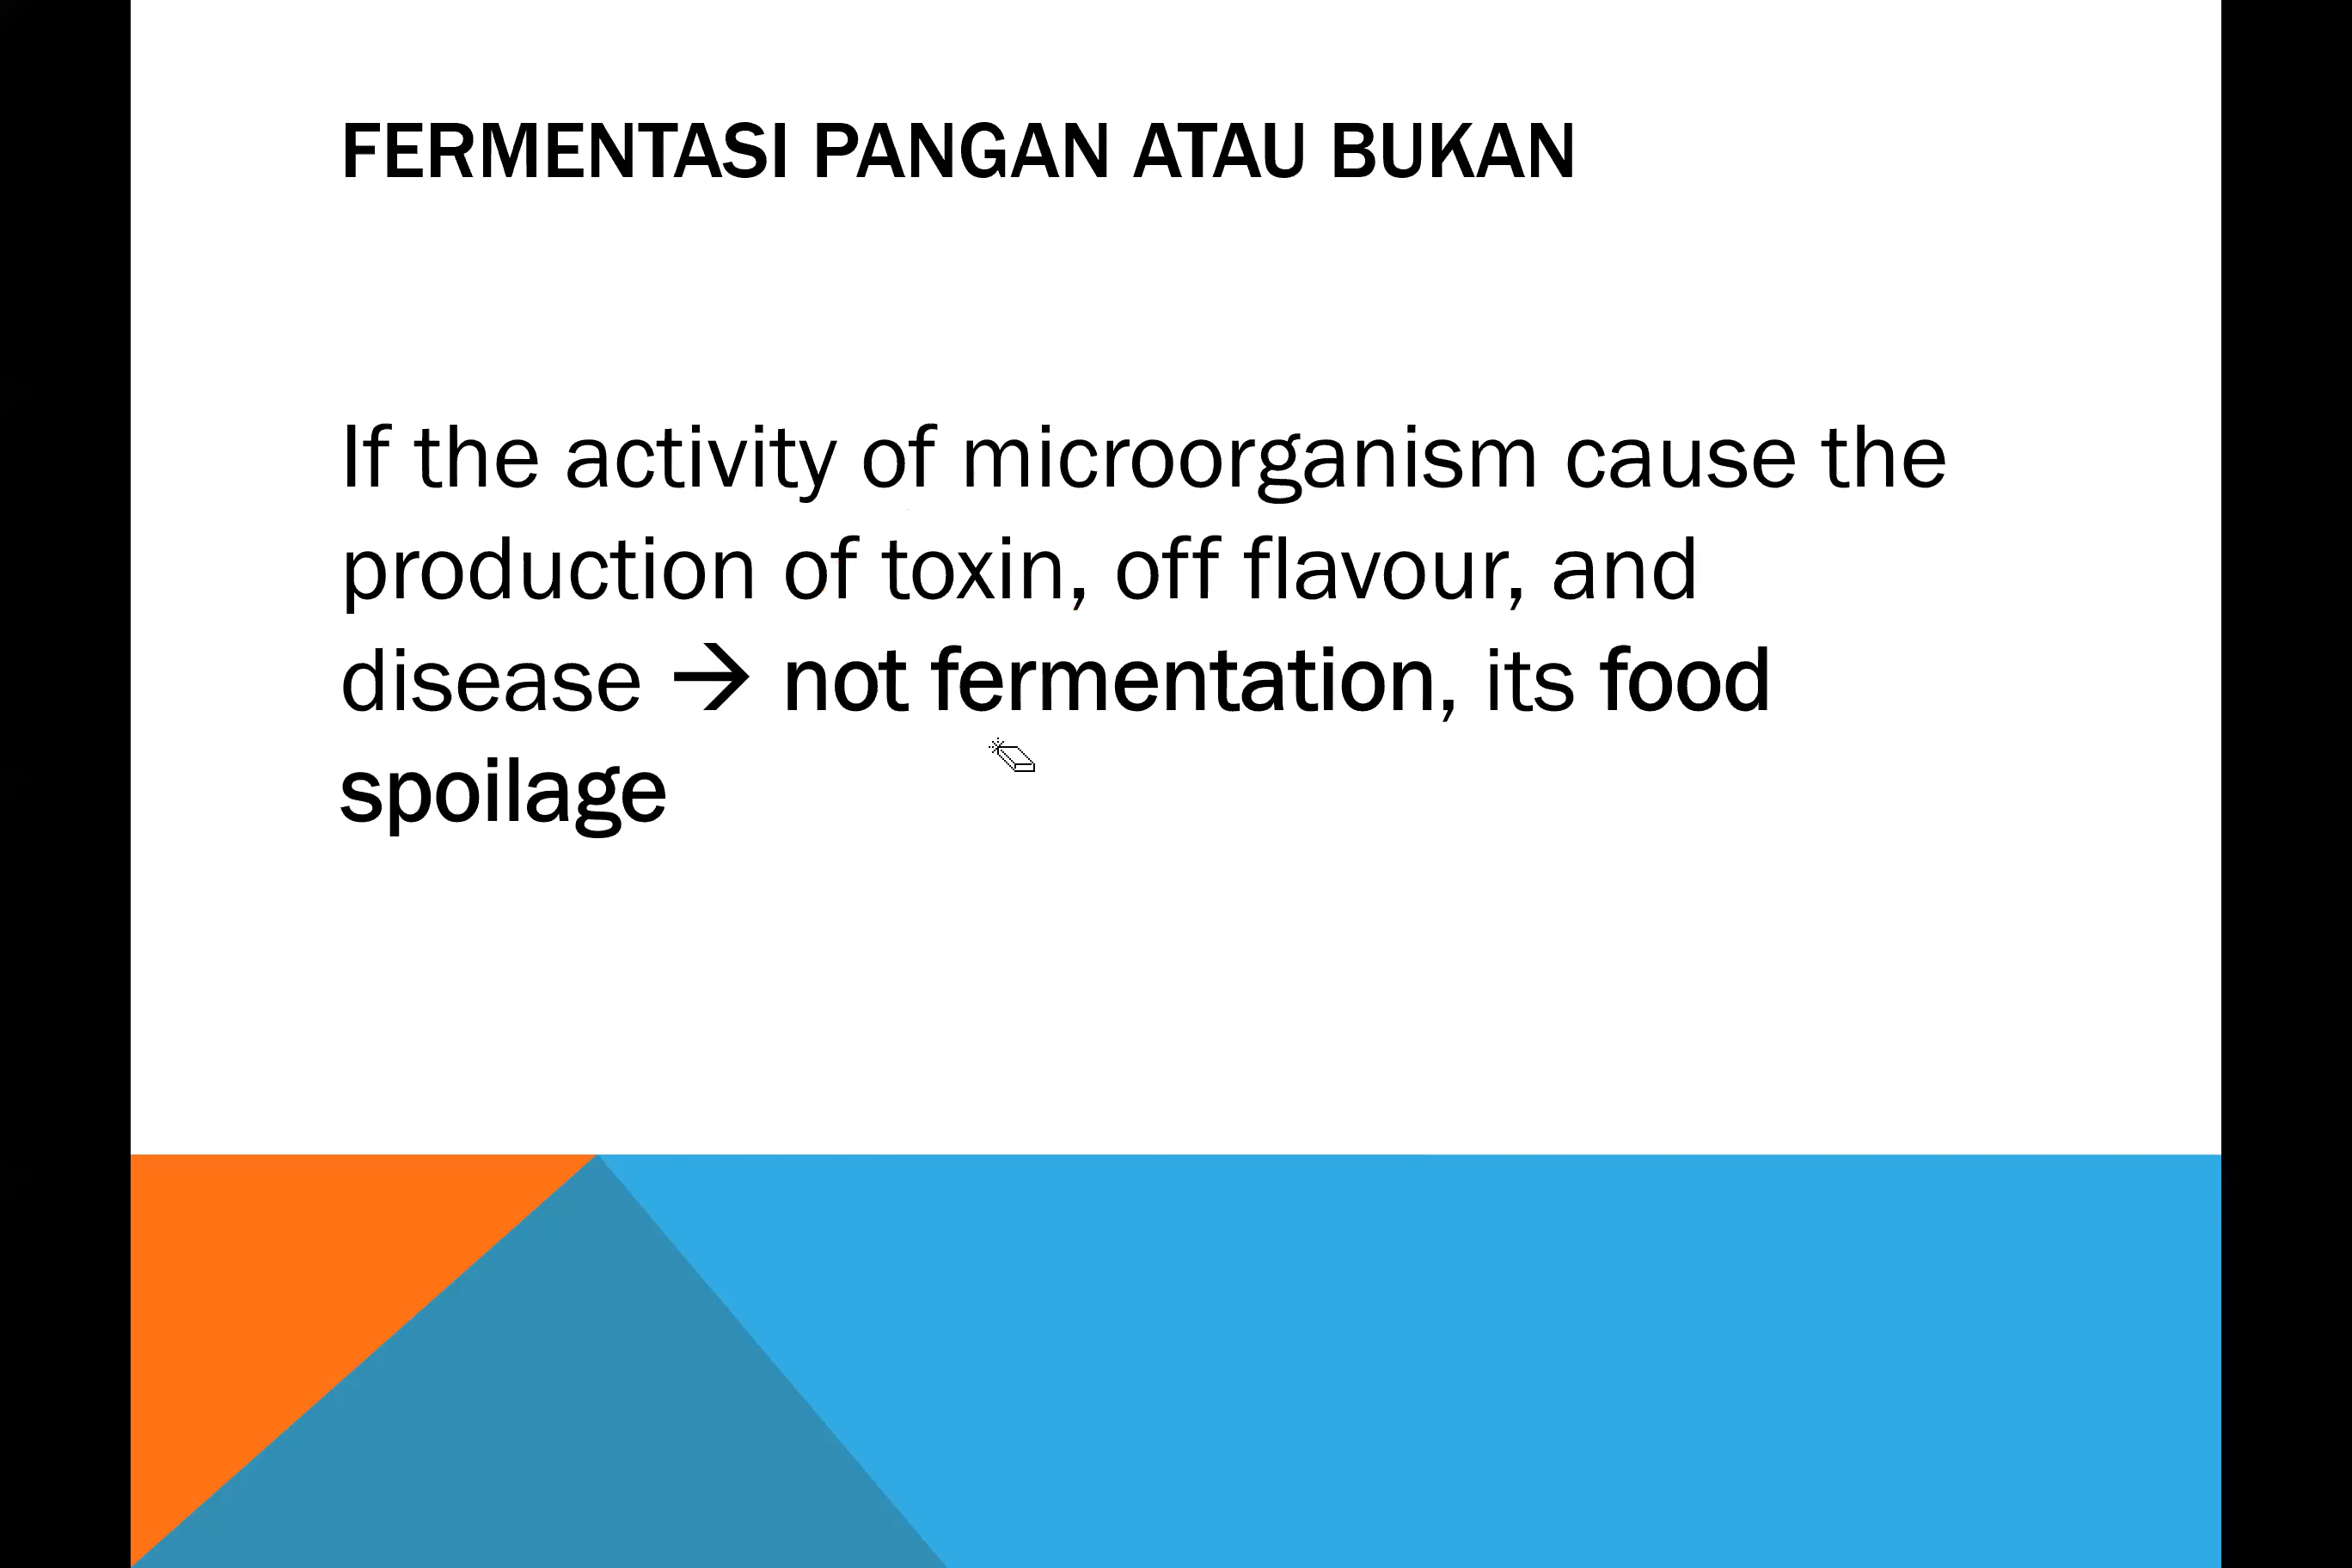 FERMENTASI PANGAN ATAU BUKAN
If the activity of microorganism cause the
production of toxin, off flavour, and
disease → not fermentation, its food
spoilage